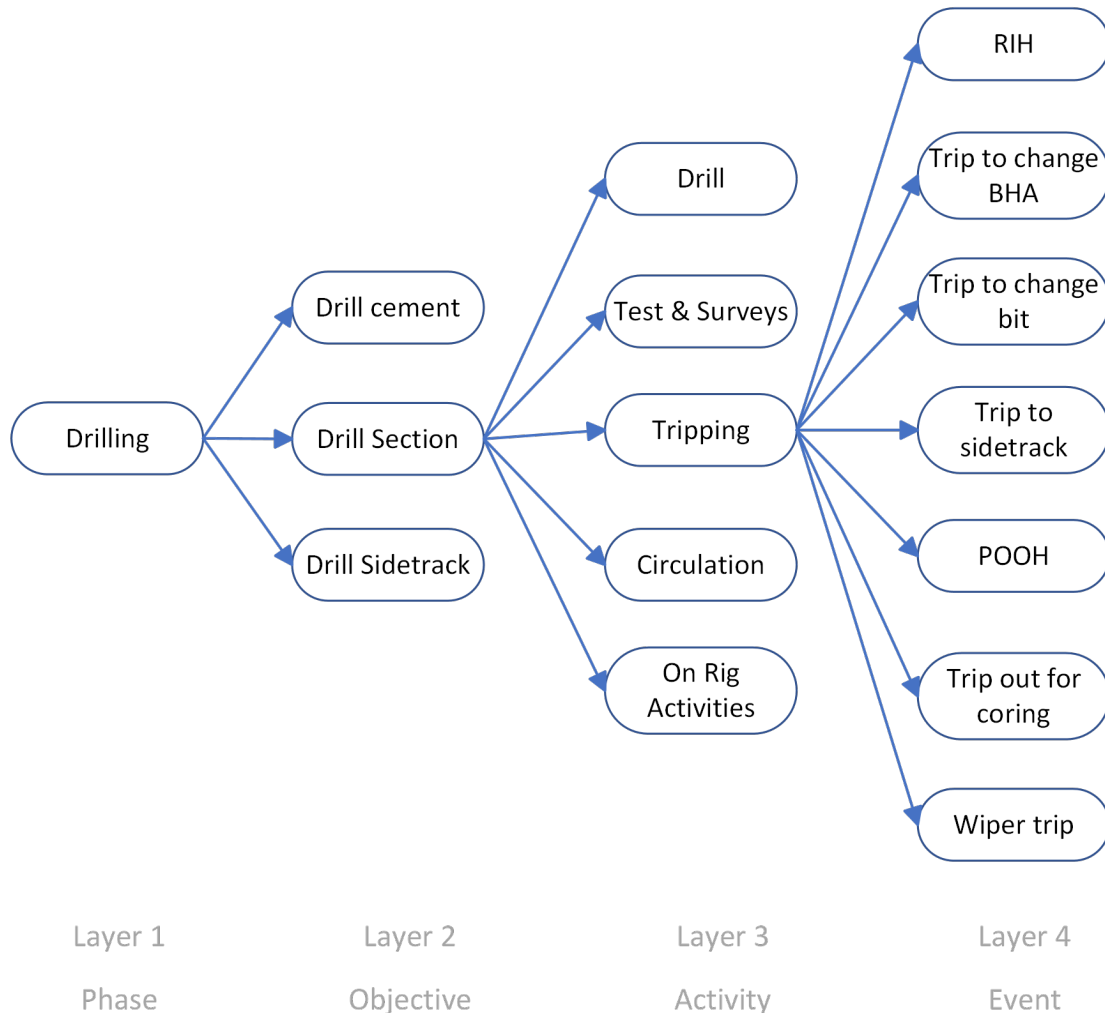 Drilling
Drill cement
Drill Section
Drill Sidetrack
Drill
Test & Surveys
Tripping
Circulation
On Rig
Activities
RIH
Trip to change
BHA
Trip to change
bit
Trip to
sidetrack
POOH
Trip out for
coring
Wiper trip
Layer 1
Layer 2
Layer 3
Layer 4
Phase
Objective
Activity
Event